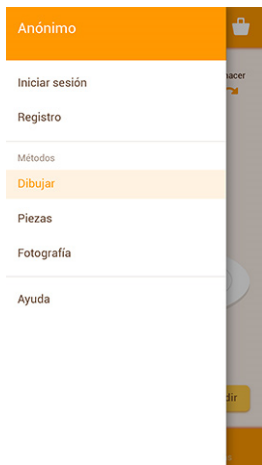 Anónimo
Iniciar sesión
Registro
Métodos
Dibujar
Piezas
Fotografía
Ayuda